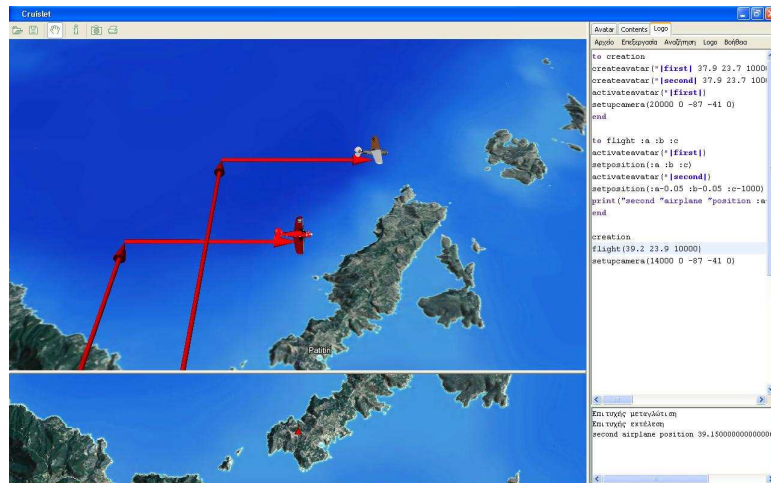 Cruislet
Avatar Contents Logo
Αρχείο Επεξεργασία Αναζήτηση Logo Βοήθεια
to creation
createavatar("|first| 37.9 23.7 1000
createavatar("|second| 37.9 23.7 1000
activateavatar("|first|)
setupcamera(20000 0 -87 -41 0)
end
to flight :a :b :c
activateavatar("|first|)
setposition(:a :b :c)
activateavatar("|second|)
setposition(:a-0.05 :b-0.05 :c-1000)
print("second "airplane "position :a-
end
creation
flight(39.2 23.9 10000)
setupcamera(14000 0 -87 -41 0)
Patitiri
Επιτυχής μεταγλώτιση
Επιτυχής εκτέλεση
second airplane position 39.1500000000000